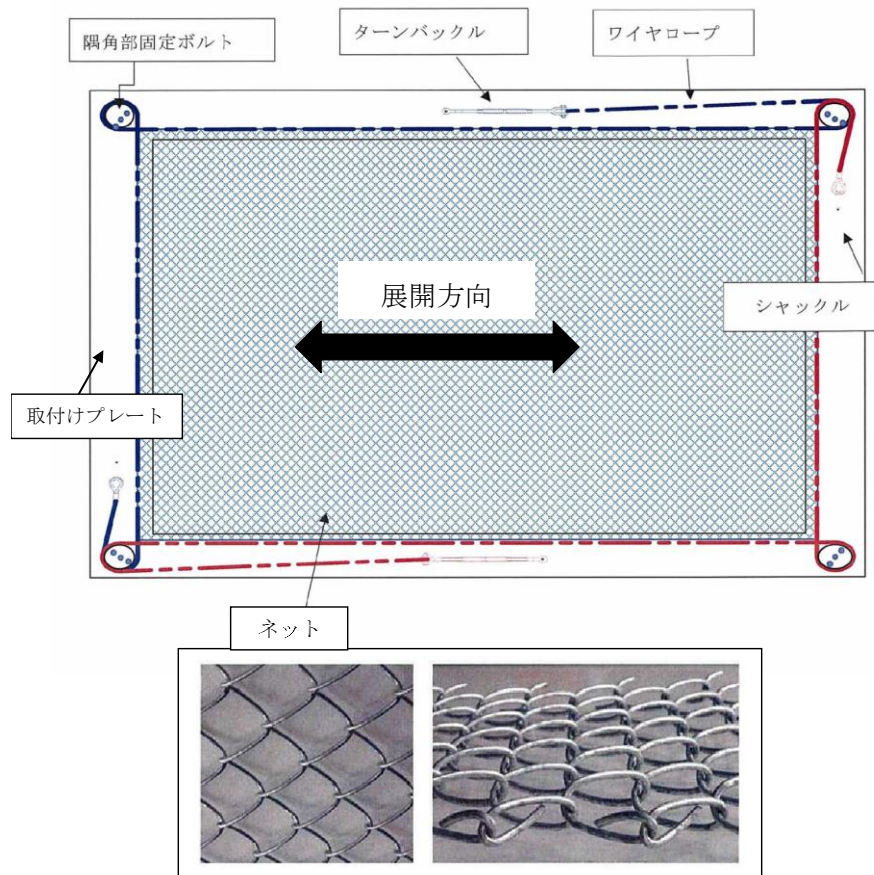 隅角部固定ボルト
ターンバックル
ワイヤロープ
展開方向
シャックル
取付けプレート
ネット